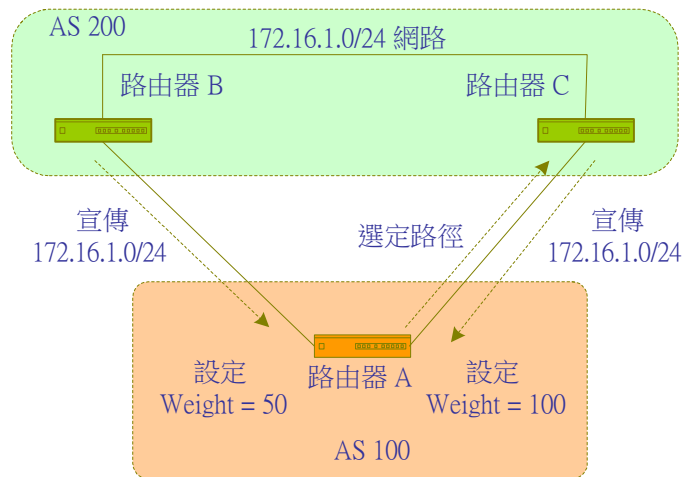 AS 200
172.16.1.0/24 網路
路由器 B
路由器 C
宣傳
172.16.1.0/24
選定路徑
宣傳
172.16.1.0/24
設定
Weight = 50
路由器 A
設定
Weight = 100
AS 100